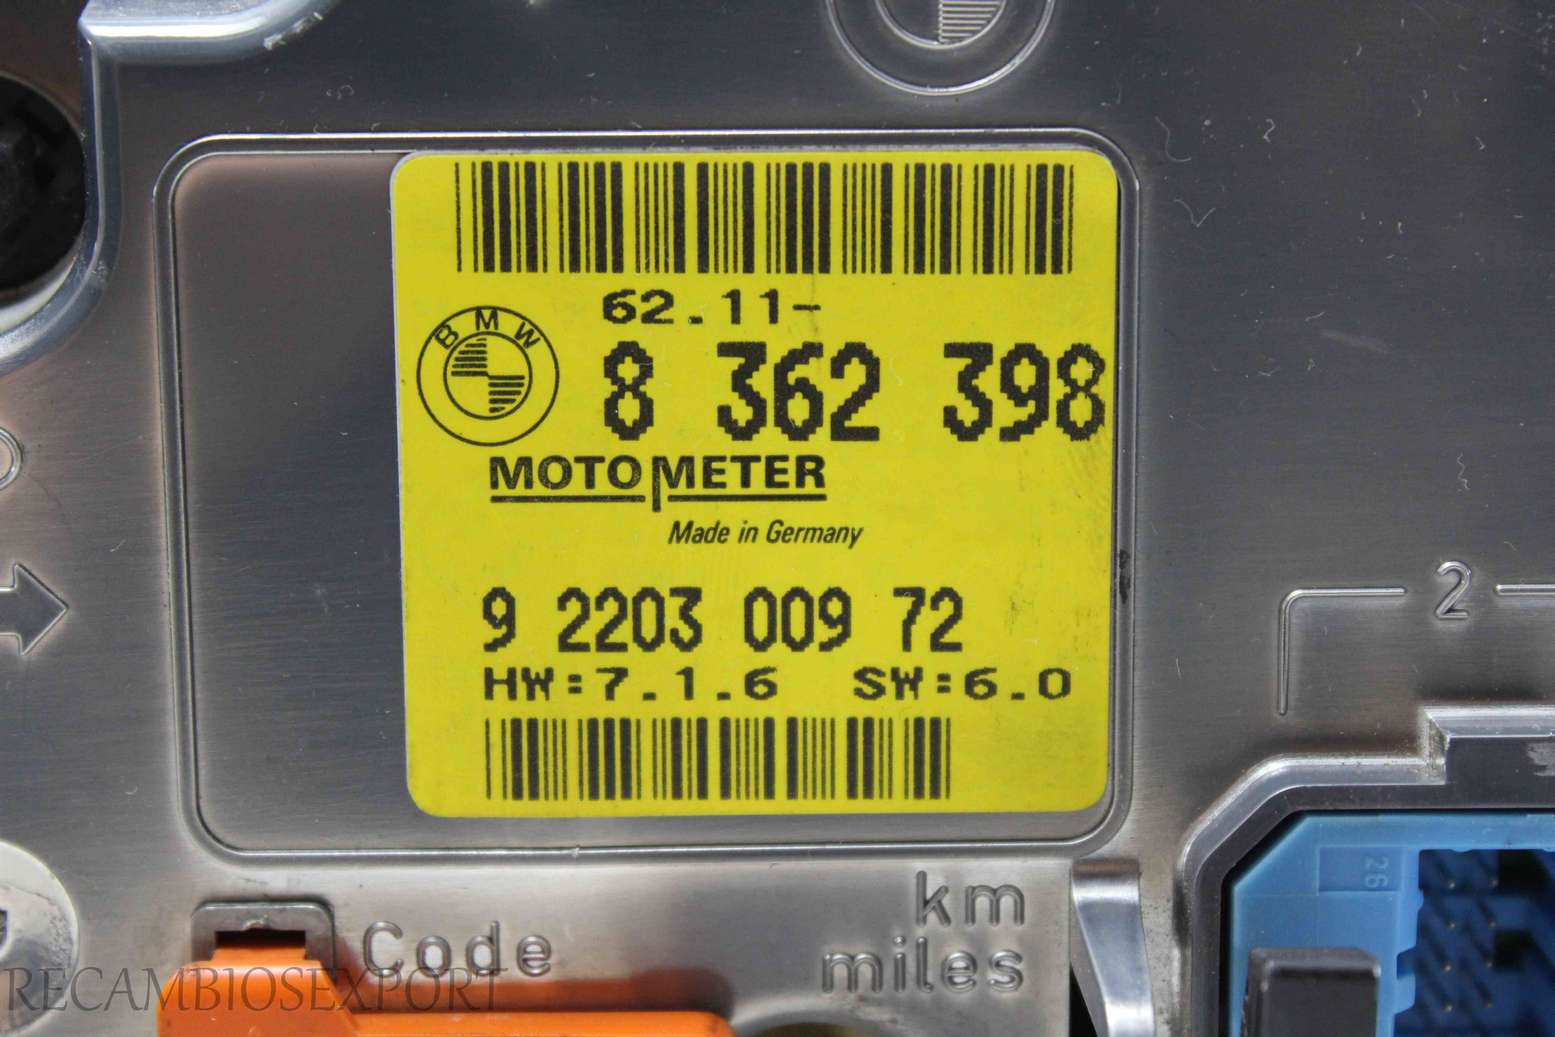 62.11-
BMW
8 362 398
MOTOMETER
Made in Germany
9 2203 009 72
HW:7.1.6 SW:6.0
2
26
km
Code
miles
RECAMBIOSEXPORT